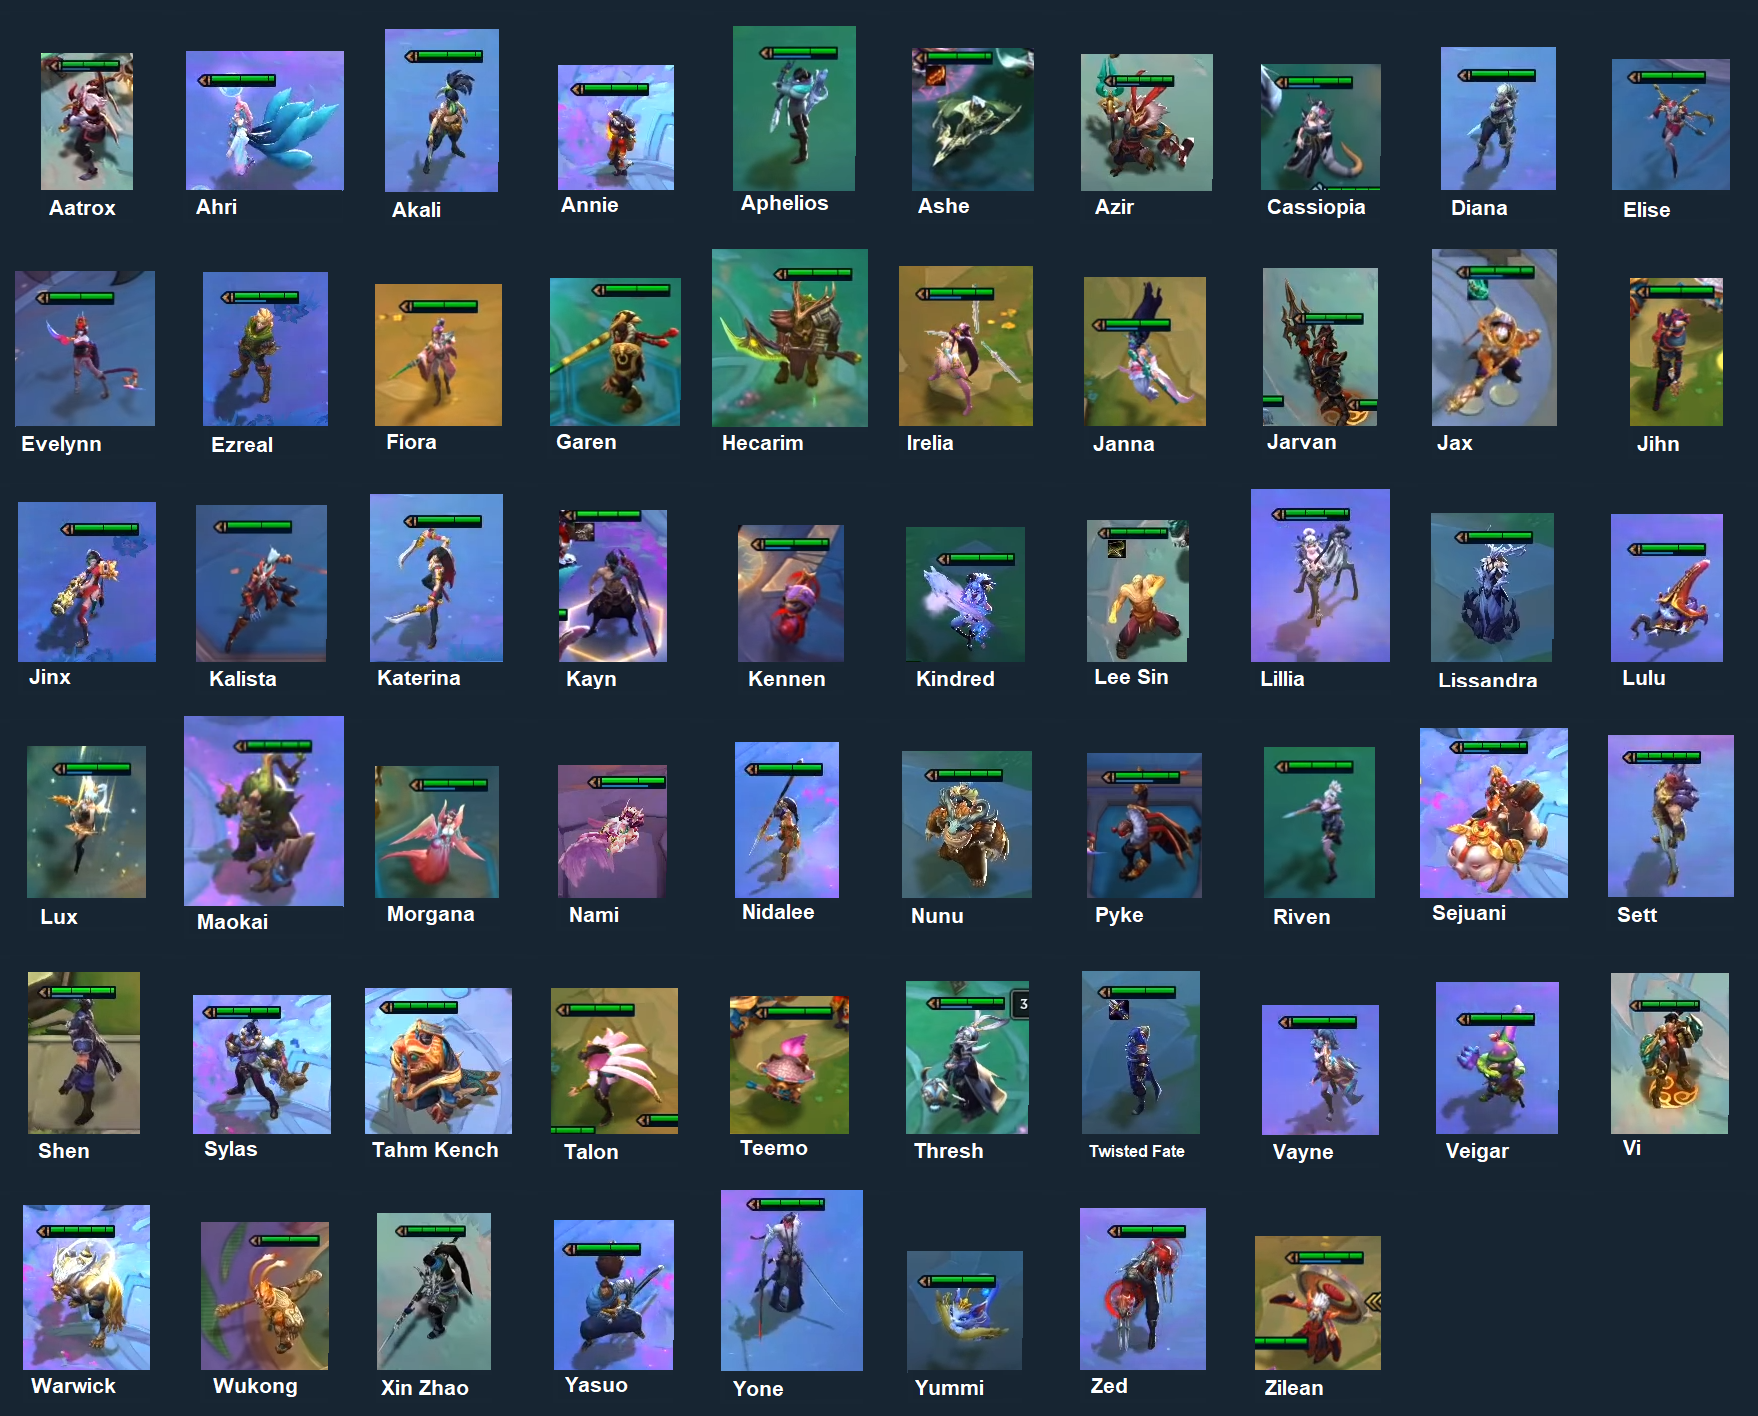 Aatrox
Ahri
Akali
Annie
Aphelios
Ashe
Azir
Cassiopia
Diana
Elise
Evelynn
Ezreal
Fiora
Garen
Hecarim
Irelia
Janna
Jarvan
Jax
Jihn
Jinx
Kalista
Katerina
Kayn
Kennen
Kindred
Lee Sin
Lillia
Lissandra
Lulu
Lux
Maokai
Morgana
Nami
Nidalee
Nunu
Pyke
Riven
Sejuani
Sett
3
Shen
Sylas
Tahm Kench
Talon
Teemo
Thresh
Twisted Fate
Vayne
Veigar
Vi
Warwick
Wukong
Xin Zhao
Yasuo
Yone
Yummi
Zed
Zilean